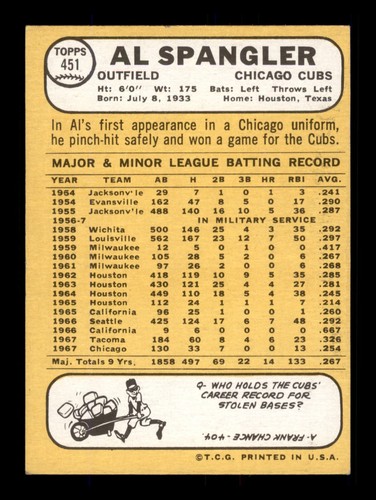 TOPPS
451
AL SPANGLER
OUTFIELD CHICAGO CUBS
Ht: 6'0" Wt: 175 Bats: Left Throws Left
Born: July 8, 1933 Home: Houston, Texas
In Al's first appearance in a Chicago uniform,
he pinch-hit safely and won a game for the Cubs.
MAJOR & MINOR LEAGUE BATTING RECORD
YEAR TEAM AB H 2B 3B HR RBI AVG.
1964 Jacksonv'le 29 7 1 0 1 3 .241
1954 Evansville 162 47 8 5 0 17 .290
1955 Jacksonv'le 488 140 16 10 5 36 .287
1956-7 IN MILITARY SERVICE
1958 Wichita 500 146 25 4 3 35 .292
1959 Louisville 562 167 23 12 7 50 .297
1959 Milwaukee 12 5 0 1 0 0 .417
1960 Milwaukee 105 28 5 2 0 6 .267
1961 Milwaukee 97 26 2 0 0 6 .268
1962 Houston 418 119 10 9 5 35 .285
1963 Houston 430 121 25 4 4 27 .281
1964 Houston 449 110 18 5 4 38 .245
1965 Houston 112 24 1 1 1 7 .214
1965 California 96 25 1 0 0 1 .260
1966 Seattle 425 124 17 6 7 48 .292
1966 California 9 6 0 0 0 0 .667
1967 Tacoma 184 60 8 4 6 23 .326
1967 Chicago 130 33 7 0 0 13 .254
Maj. Totals 9 Yrs. 1858 497 69 22 14 133 .267
Q- WHO HOLDS THE CUBS'
CAREER RECORD FOR
STOLEN BASES?
A- FRANK CHANCE - 404.
©T.C.G. PRINTED IN U.S.A.